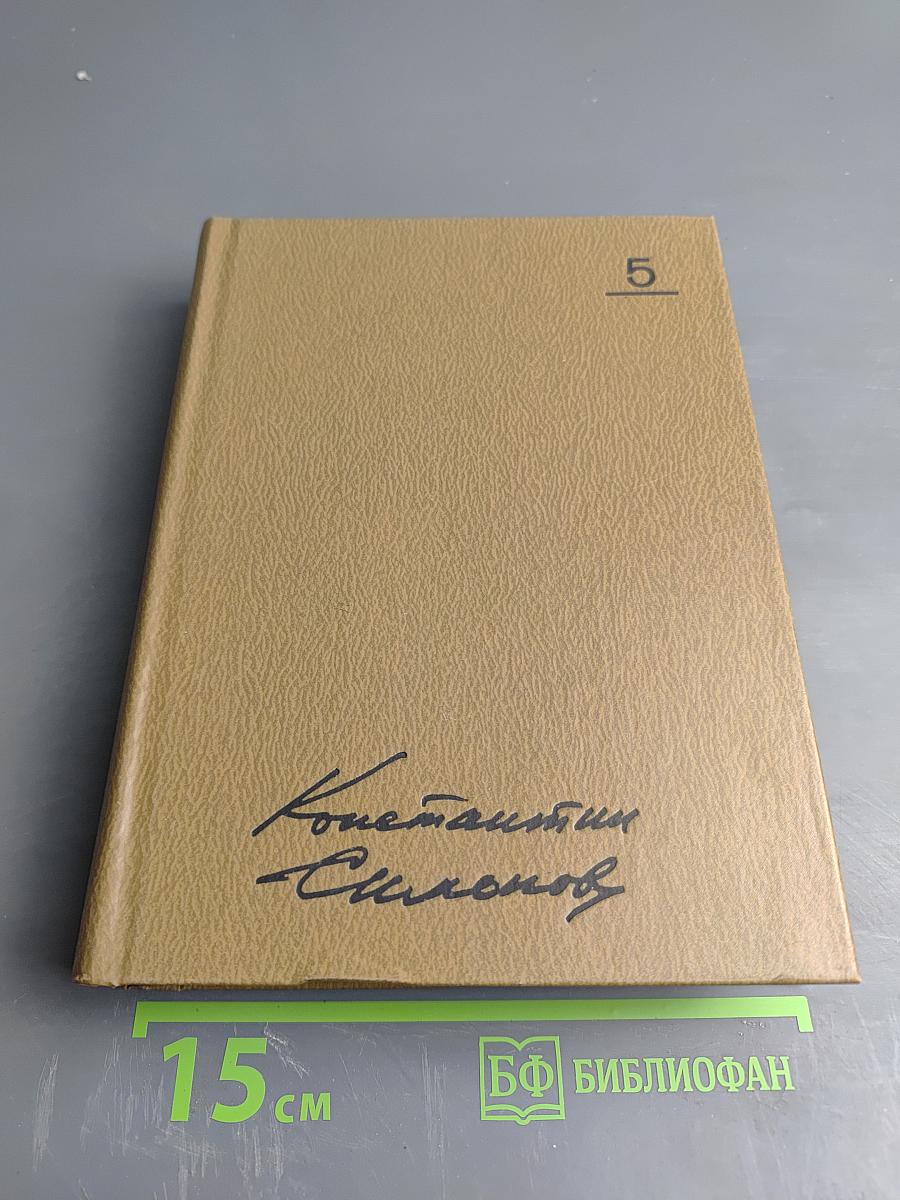 5
Константин
Симонов
15 см
БФ БИБЛИОФАН